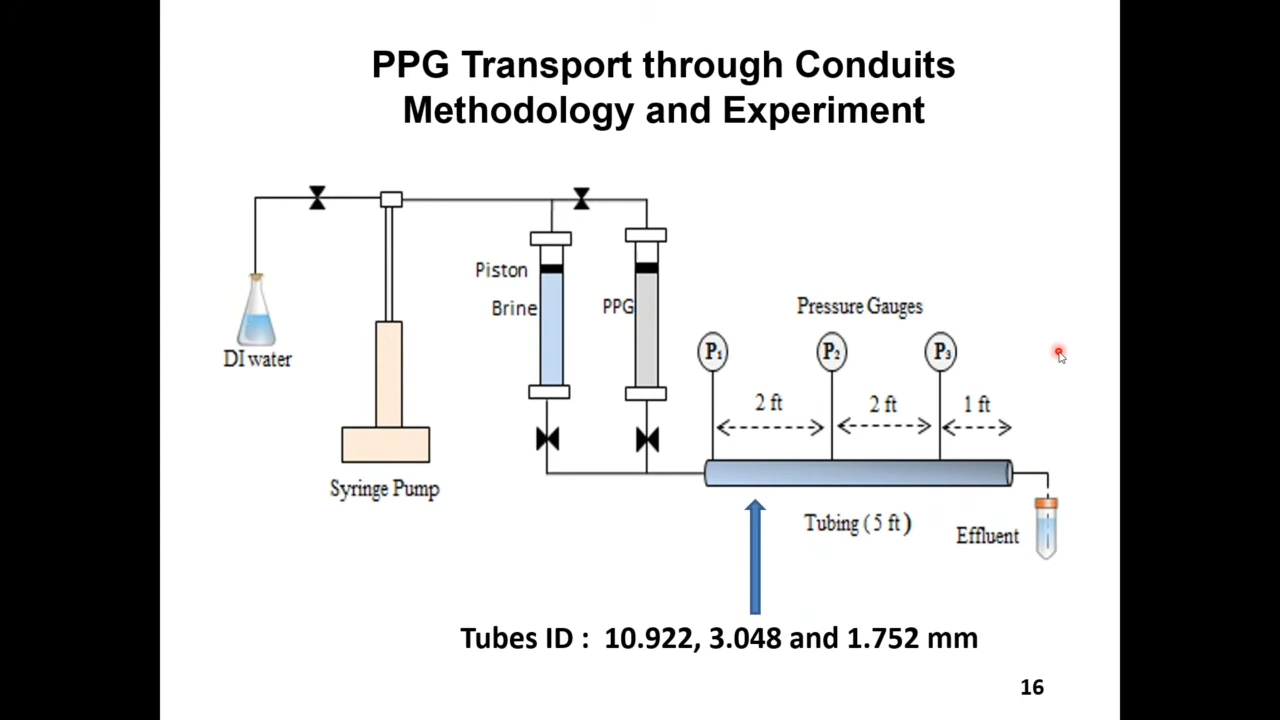 PPG Transport through Conduits
Methodology and Experiment
Piston
Brine
PPG
Pressure Gauges
DI water
P1
P2
P3
2 ft
2 ft
1 ft
Syringe Pump
Tubing ( 5 ft )
Effluent
Tubes ID : 10.922, 3.048 and 1.752 mm
16